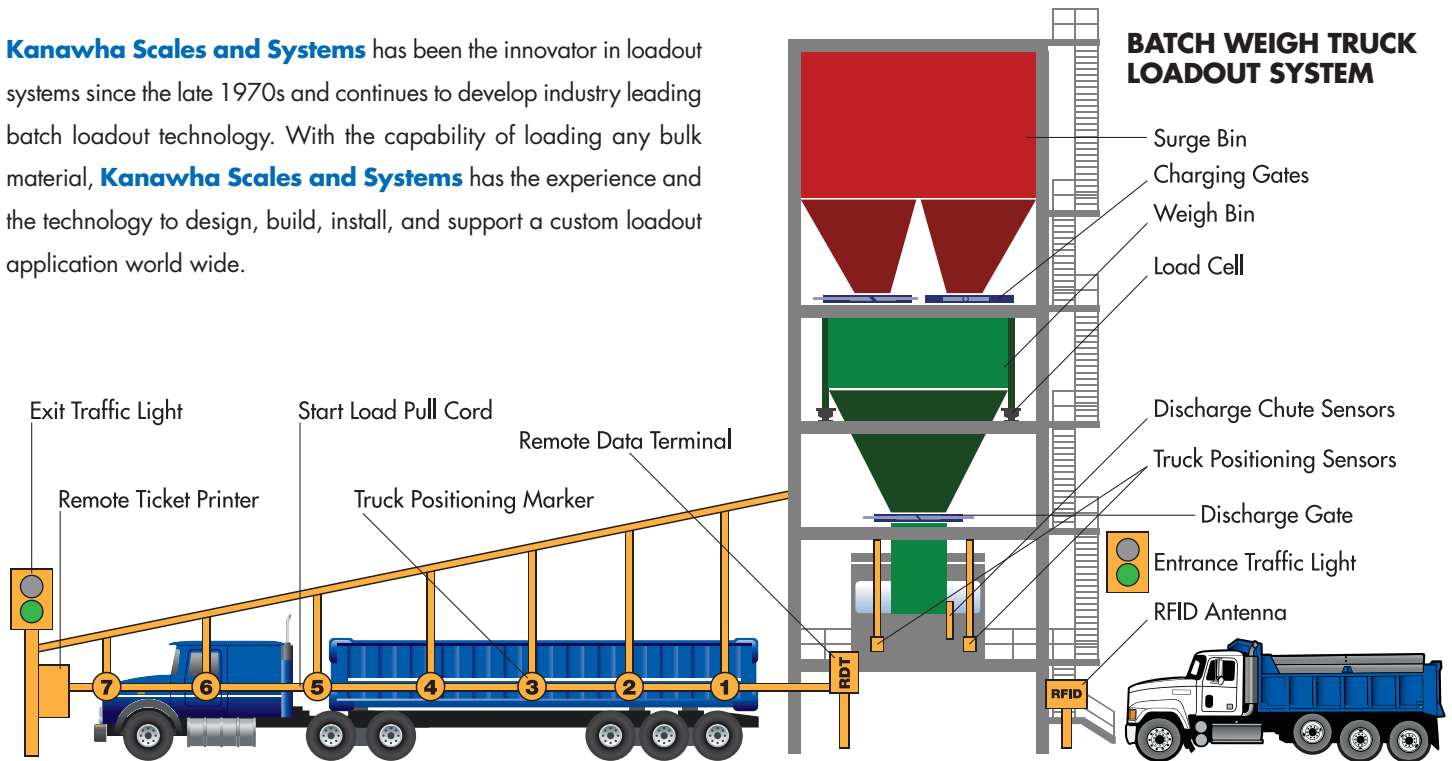 Kanawha Scales and Systems has been the innovator in loadout
systems since the late 1970s and continues to develop industry leading
batch loadout technology. With the capability of loading any bulk
material, Kanawha Scales and Systems has the experience and
the technology to design, build, install, and support a custom loadout
application world wide.
BATCH WEIGH TRUCK
LOADOUT SYSTEM
Surge Bin
Charging Gates
Weigh Bin
Load Cell
Exit Traffic Light
Start Load Pull Cord
Remote Data Terminal
Remote Ticket Printer
Truck Positioning Marker
Discharge Chute Sensors
Truck Positioning Sensors
Discharge Gate
Entrance Traffic Light
RFID Antenna
7
6
5
4
3
2
1
RDT
RFID